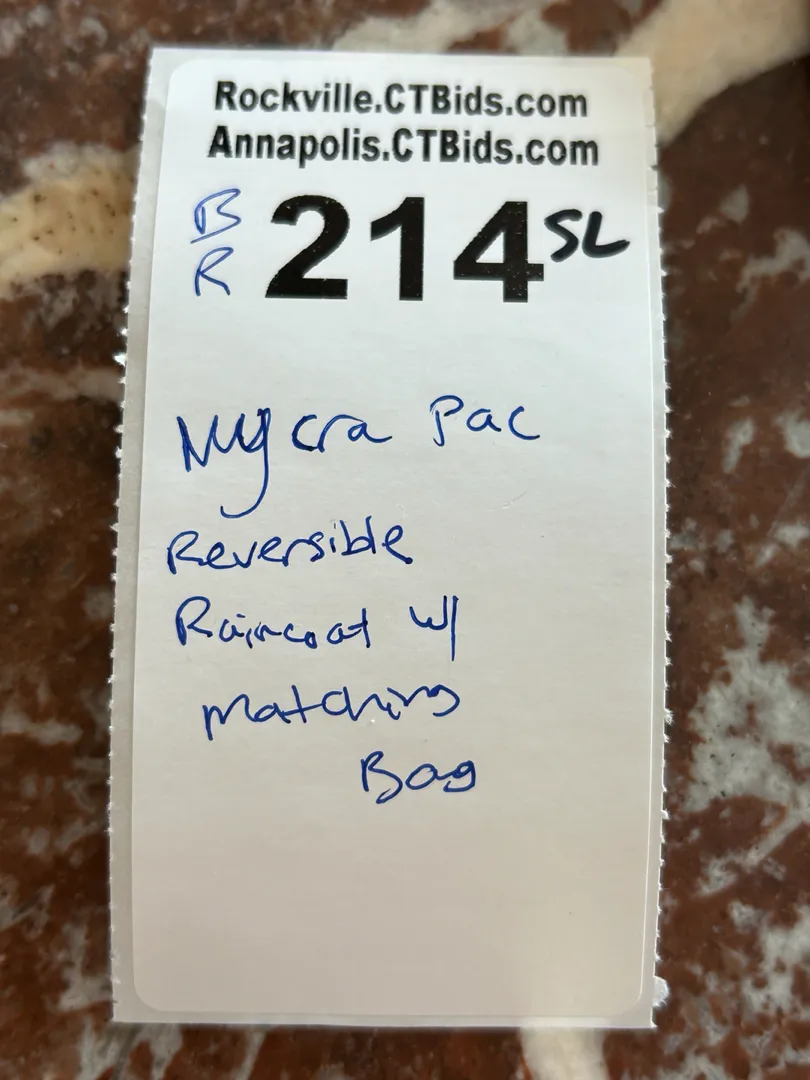 Rockville.CTBids.com
Annapolis.CTBids.com
B
R 214 SL
Mycra Pac
Reversible
Raincoat w/
matching
Bag